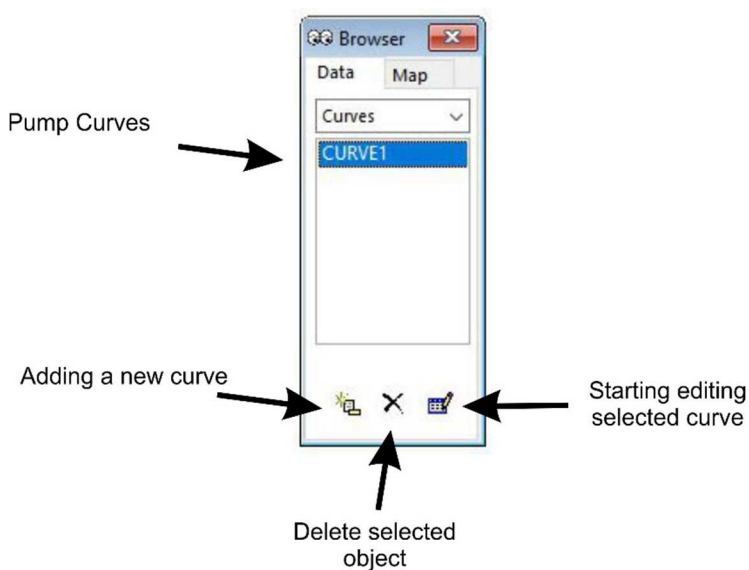 Browser
Data Map
Pump Curves
Curves
CURVE1
Adding a new curve
Starting editing
selected curve
Delete selected
object